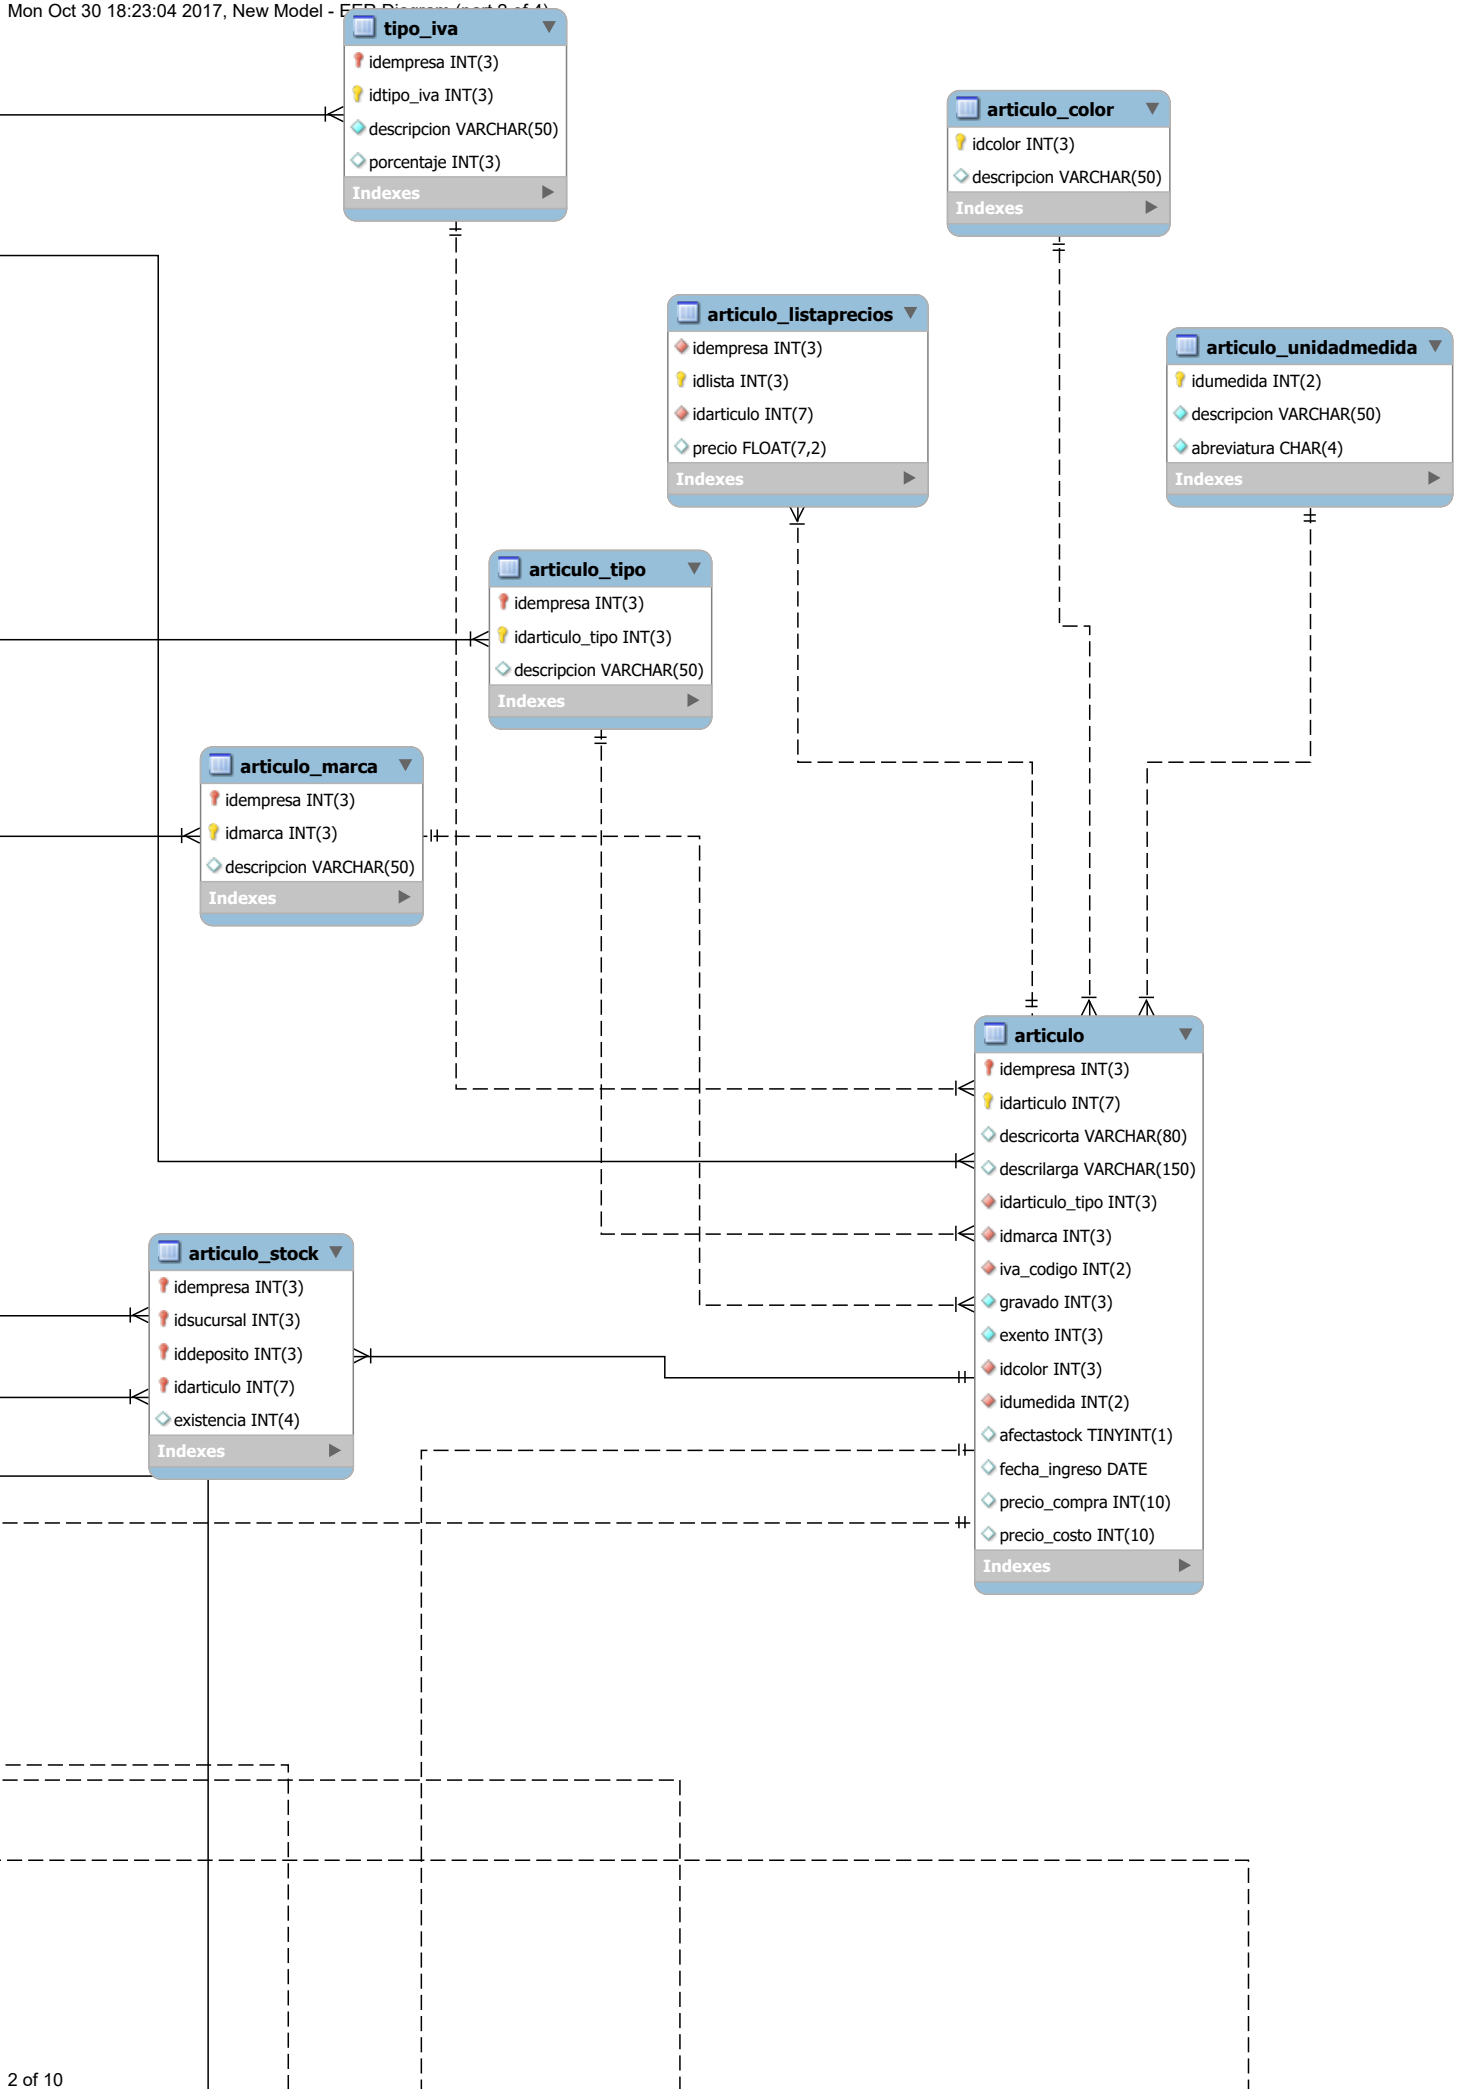 Mon Oct 30 18:23:04 2017, New Model - EER Diagram (part 2 of 4)
tipo_iva
idempresa INT(3)
idtipo_iva INT(3)
descripcion VARCHAR(50)
porcentaje INT(3)
Indexes
articulo_color
idcolor INT(3)
descripcion VARCHAR(50)
Indexes
articulo_listaprecios
idempresa INT(3)
idlista INT(3)
idarticulo INT(7)
precio FLOAT(7,2)
Indexes
articulo_unidadmedida
idumedida INT(2)
descripcion VARCHAR(50)
abreviatura CHAR(4)
Indexes
articulo_tipo
idempresa INT(3)
idarticulo_tipo INT(3)
descripcion VARCHAR(50)
Indexes
articulo_marca
idempresa INT(3)
idmarca INT(3)
descripcion VARCHAR(50)
Indexes
articulo
idempresa INT(3)
idarticulo INT(7)
descricorta VARCHAR(80)
descrilarga VARCHAR(150)
idarticulo_tipo INT(3)
idmarca INT(3)
iva_codigo INT(2)
gravado INT(3)
exento INT(3)
idcolor INT(3)
idumedida INT(2)
afectastock TINYINT(1)
fecha_ingreso DATE
precio_compra INT(10)
precio_costo INT(10)
Indexes
articulo_stock
idempresa INT(3)
idsucursal INT(3)
iddeposito INT(3)
idarticulo INT(7)
existencia INT(4)
Indexes
2 of 10